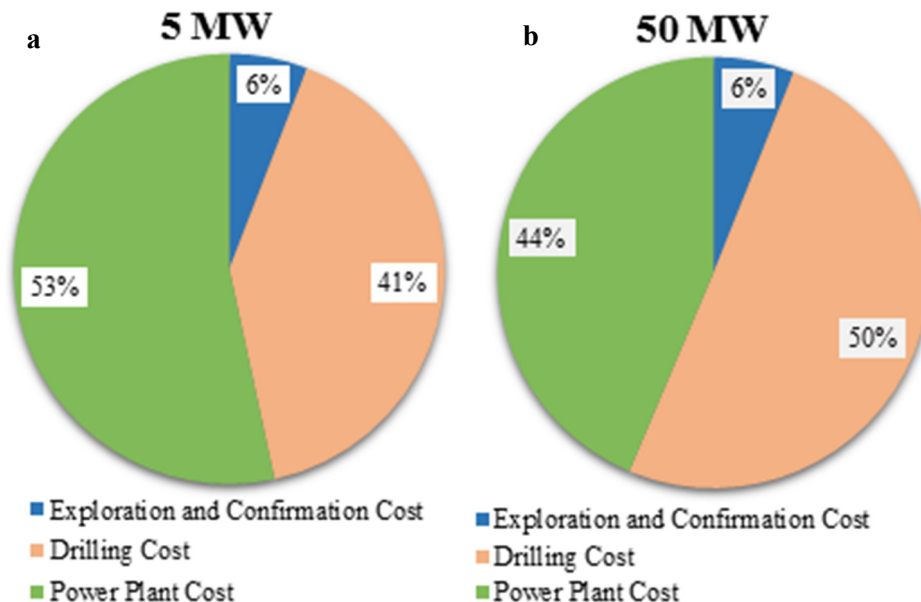 a
5 MW
6%
41%
53%
Exploration and Confirmation Cost
Drilling Cost
Power Plant Cost
b
50 MW
6%
44%
50%
Exploration and Confirmation Cost
Drilling Cost
Power Plant Cost